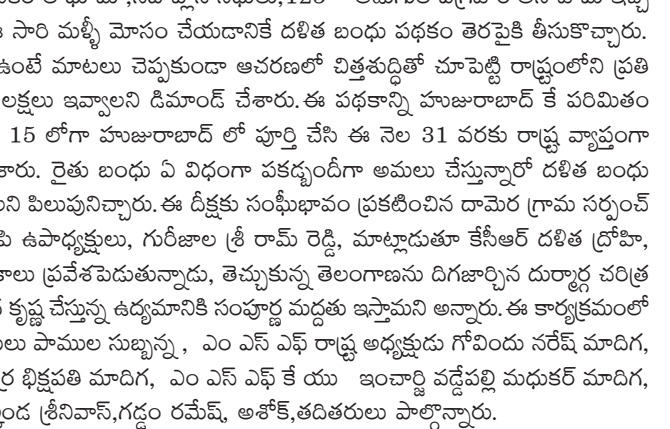 ఈ సారి మళ్ళీ మోసం చేయడానికే దళిత బంధు పథకం తెరపైకి తీసుకొచ్చారు.
ఉంటే మాటలు చెప్పకుండా ఆచరణలో చిత్తశుద్ధితో చూపెట్టి రాష్ట్రంలోని ప్రతి
లక్షలు ఇవ్వాలని డిమాండ్ చేశారు.ఈ పథకాన్ని హుజురాబాద్ కే పరిమితం
15 లోగా హుజురాబాద్ లో పూర్తి చేసి ఈ నెల 31 వరకు రాష్ట్ర వ్యాప్తంగా
రైతు బంధు ఏ విధంగా పకడ్బందీగా అమలు చేస్తున్నారో దళిత బంధు
పిలుపునిచ్చారు.ఈ దీక్షకు సంఘీభావం ప్రకటించిన దామెర గ్రామ సర్పంచ్
ఉపాధ్యక్షులు, గురీజాల శ్రీ రామ్ రెడ్డి, మాట్లాడుతూ కేసీఆర్ దళిత ద్రోహి,
ప్రవేశపెడుతున్నాడు, తెచ్చుకున్న తెలంగాణను దిగజార్చిన దుర్మార్గ చరిత్ర
కృష్ణ చేస్తున్న ఉద్యమానికి సంపూర్ణ మద్దతు ఇస్తామని అన్నారు.ఈ కార్యక్రమంలో
పాముల సుబ్బన్న , ఎం ఎస్ ఎఫ్ రాష్ట్ర అధ్యక్షుడు గోవిందు నరేష్ మాదిగ,
భిక్షపతి మాదిగ, ఎం ఎస్ ఎఫ్ కే యు ఇంచార్జి వడ్డేపల్లి మధుకర్ మాదిగ,
శ్రీనివాస్,గడ్డం రమేష్, అశోక్,తదితరులు పాల్గొన్నారు.